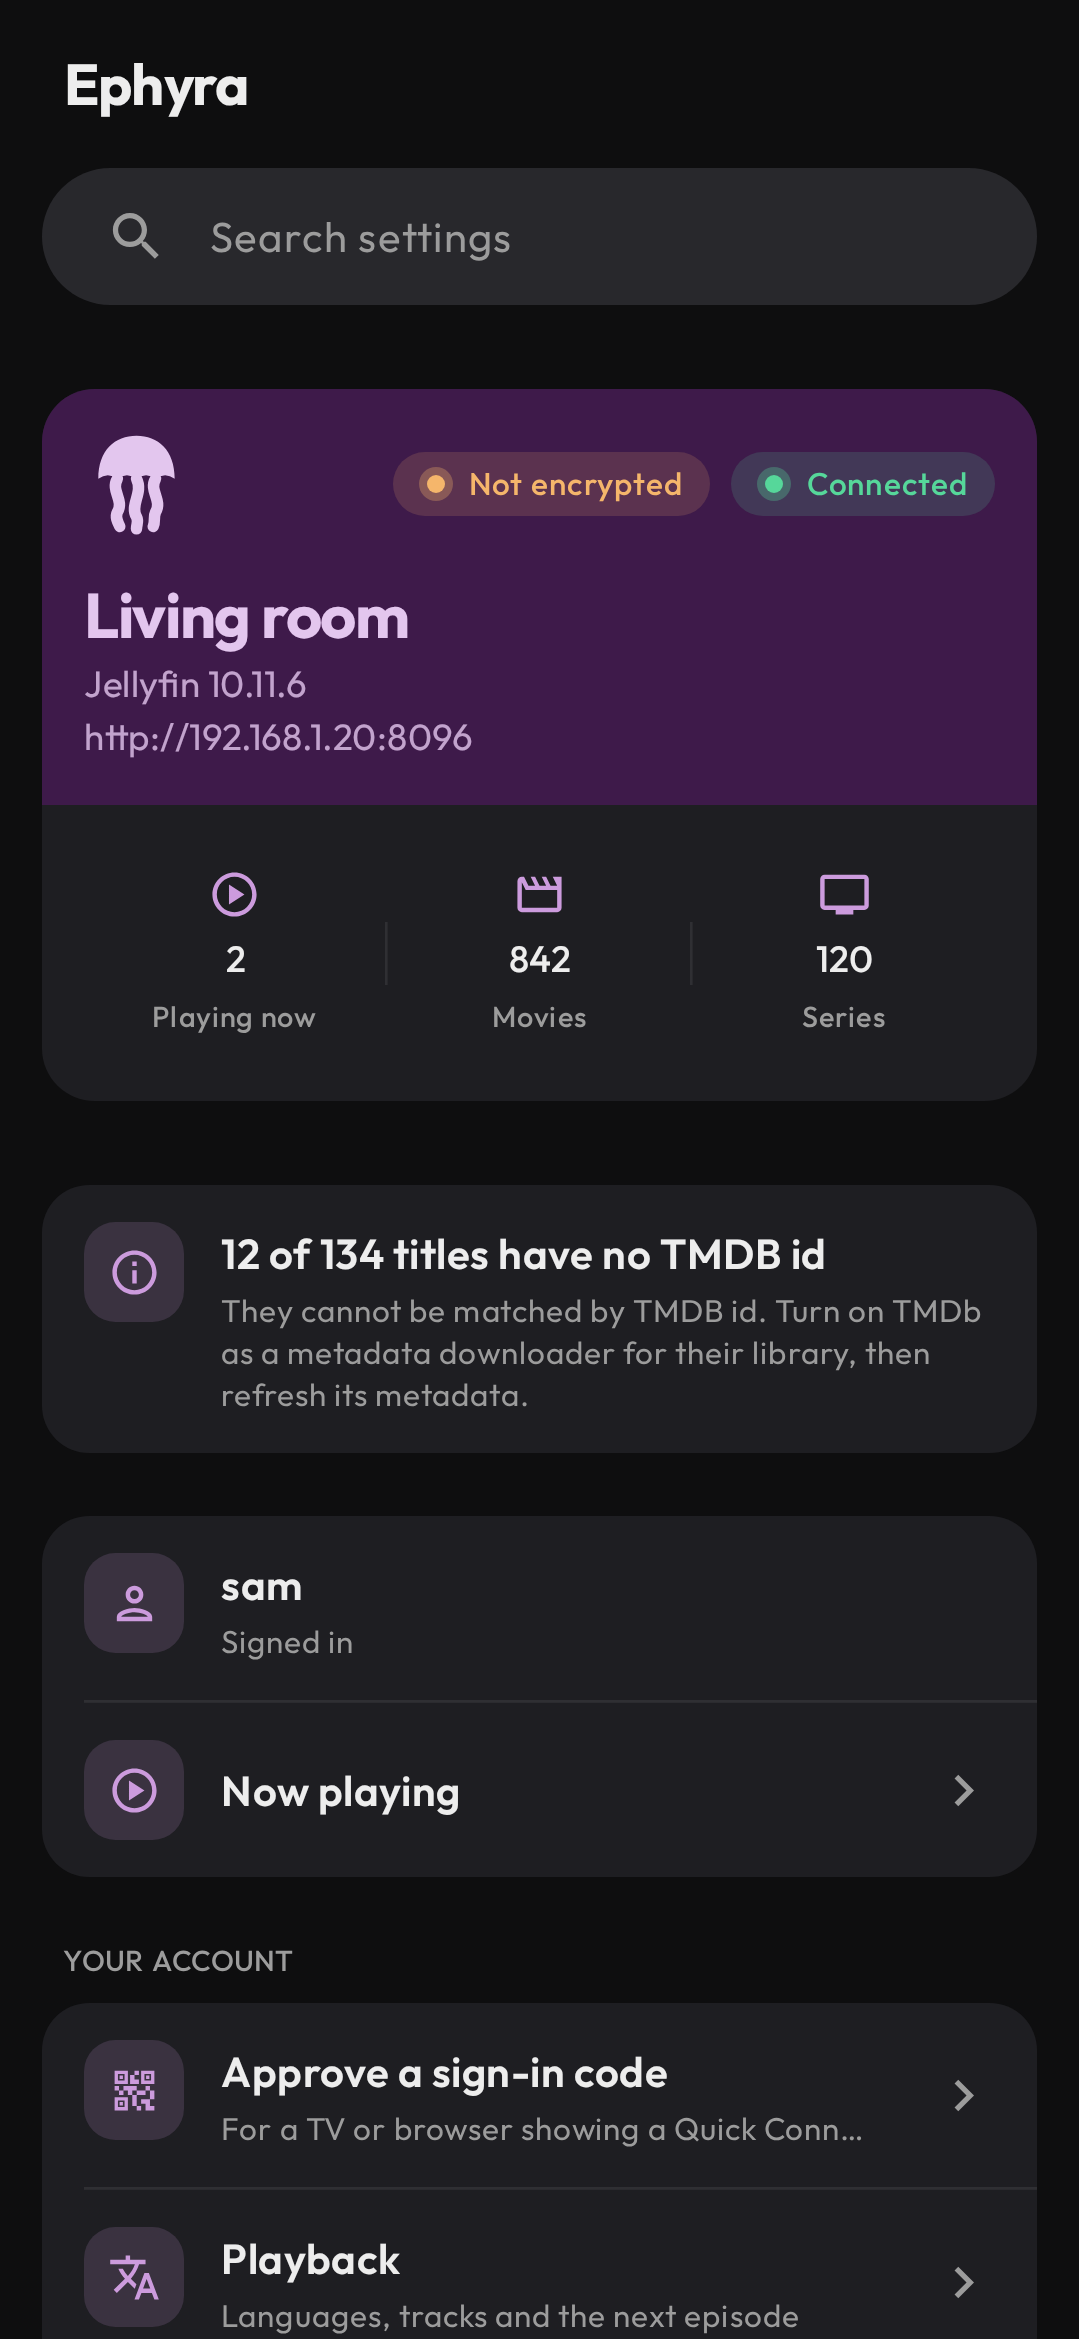 Ephyra
Search settings
Not encrypted
Connected
Living room
Jellyfin 10.11.6
http://192.168.1.20:8096
2
842
120
Playing now
Movies
Series
12 of 134 titles have no TMDB id
They cannot be matched by TMDB id. Turn on TMDb
as a metadata downloader for their library, then
refresh its metadata.
sam
Signed in
Now playing
YOUR ACCOUNT
Approve a sign-in code
For a TV or browser showing a Quick Conn…
Playback
Languages, tracks and the next episode